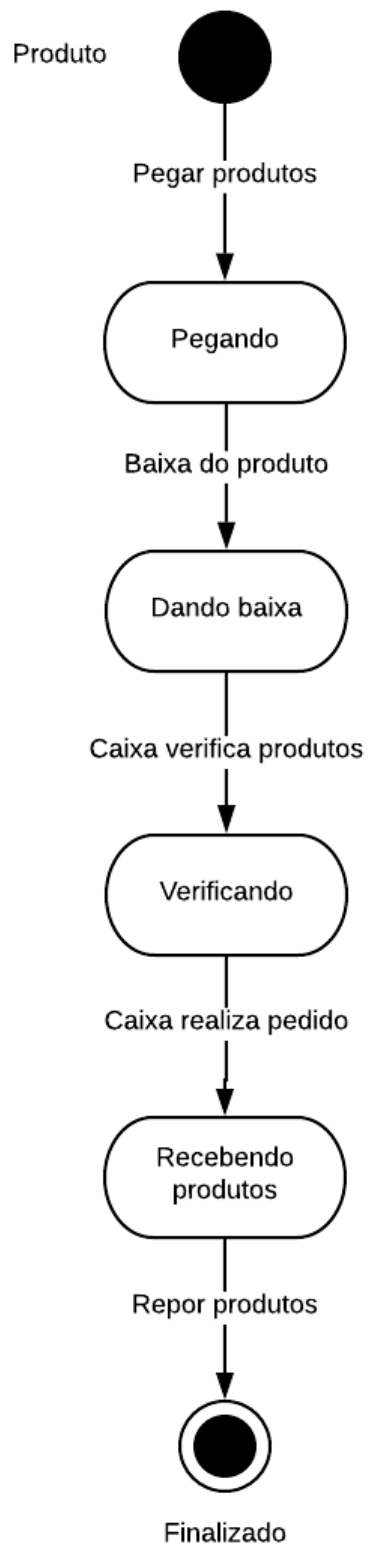 Produto
Pegar produtos
Pegando
Baixa do produto
Dando baixa
Caixa verifica produtos
Verificando
Caixa realiza pedido
Recebendo
produtos
Repor produtos
Finalizado